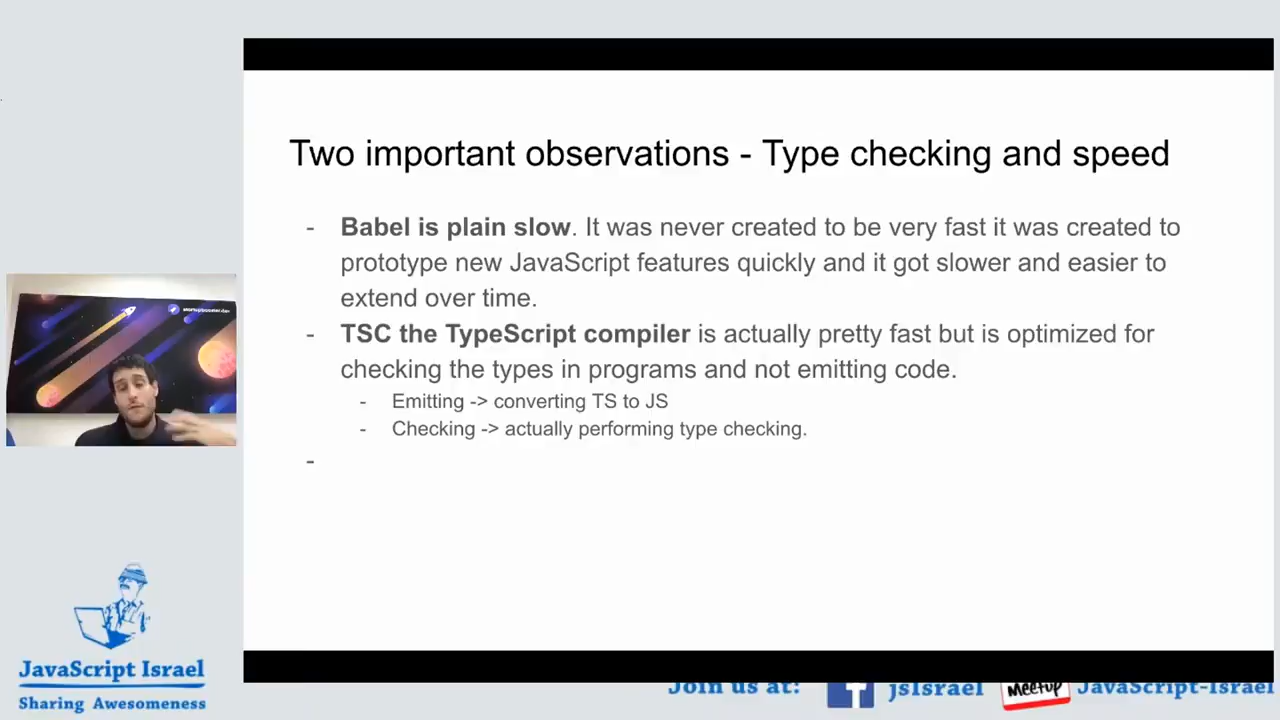 Two important observations - Type checking and speed
- Babel is plain slow. It was never created to be very fast it was created to
prototype new JavaScript features quickly and it got slower and easier to
extend over time.
- TSC the TypeScript compiler is actually pretty fast but is optimized for
checking the types in programs and not emitting code.
- Emitting -> converting TS to JS
- Checking -> actually performing type checking.
-
JavaScript Israel
Sharing Awesomeness
Join us at: jsIsrael Meetup JavaScript-Israel